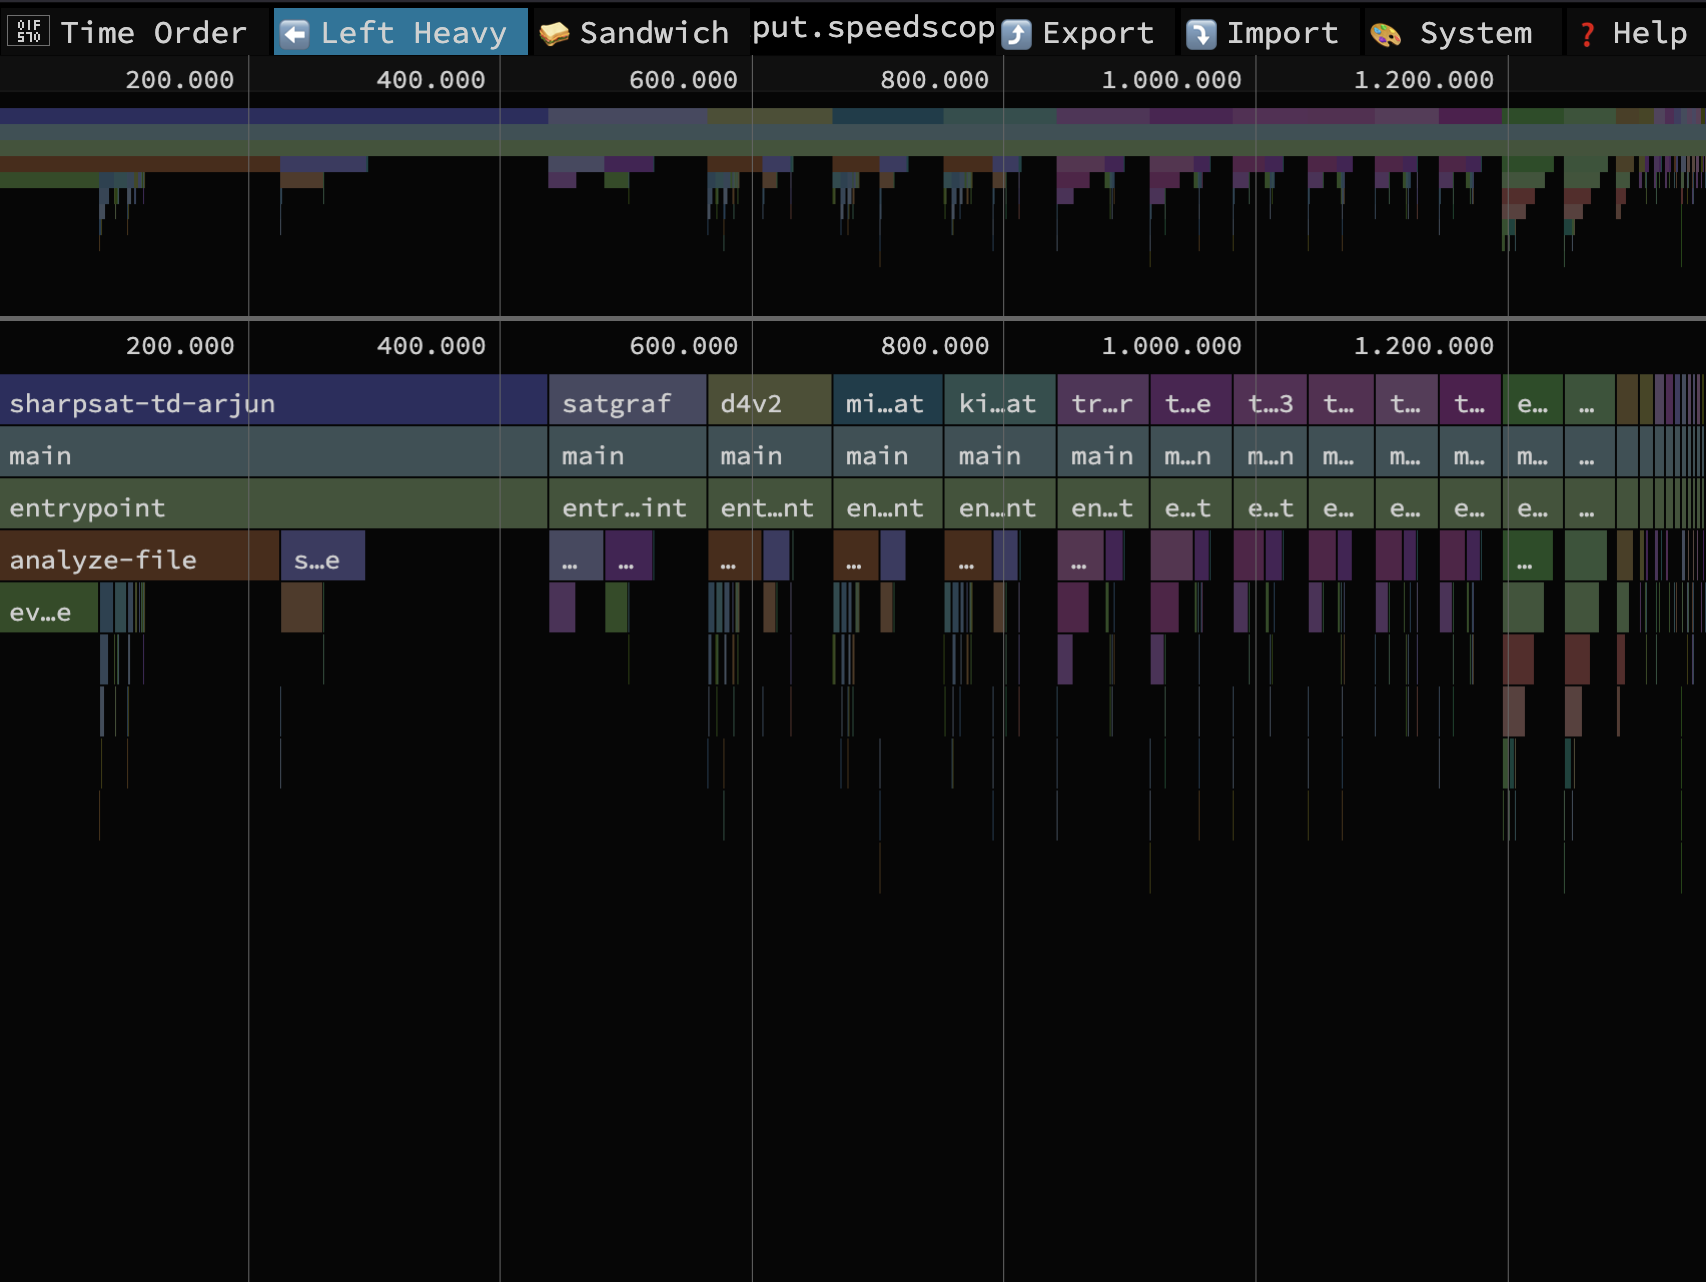 Time Order Left Heavy Sandwich put.speedscop Export Import System Help
200.000 400.000 600.000 800.000 1.000.000 1.200.000
200.000 400.000 600.000 800.000 1.000.000 1.200.000
sharpsat-td-arjun satgraf d4v2 mi…at ki…at tr…r t…e t…3 t… t… t… e… …
main main main main main main m…n m…n m… m… m… m… …
entrypoint entr…int ent…nt en…nt en…nt en…t e…t e…t e… e… e… e… …
analyze-file s…e … … … … … … …
ev…e